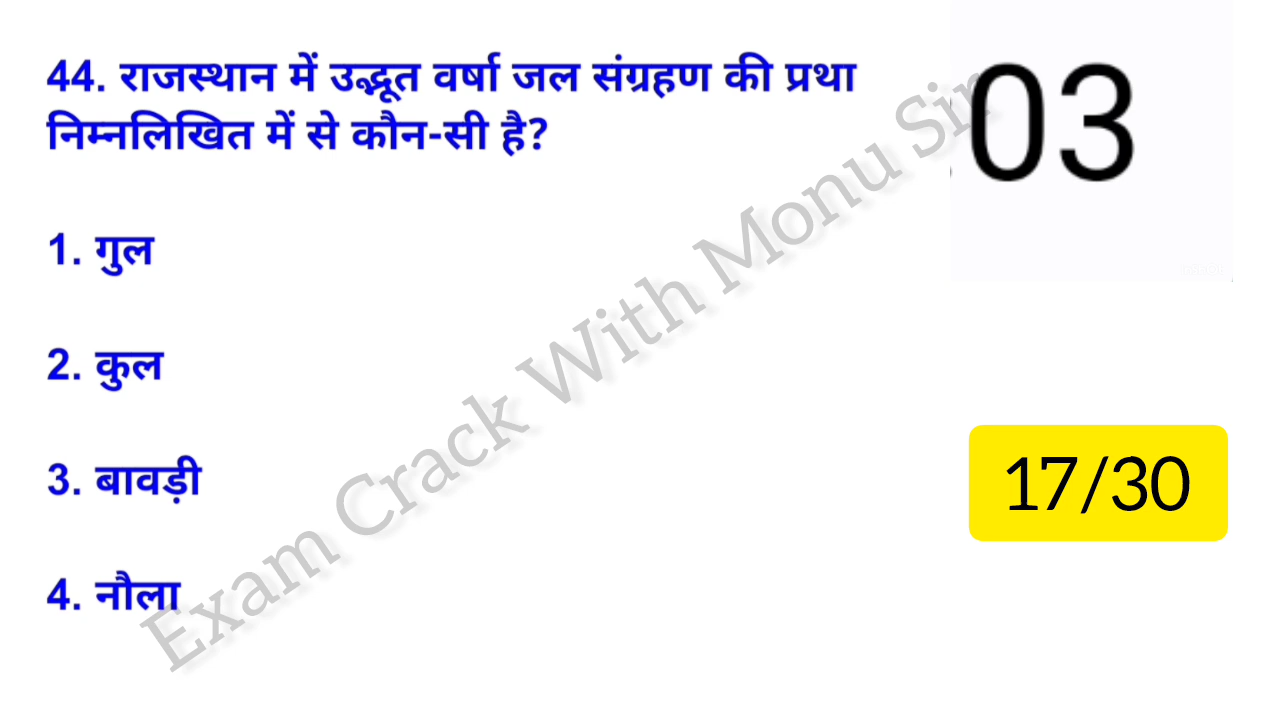 44. राजस्थान में उद्भूत वर्षा जल संग्रहण की प्रथा
निम्नलिखित में से कौन-सी है?
03
1. गुल
2. कुल
3. बावड़ी
17/30
4. नौला
Exam Crack With Monu Sir